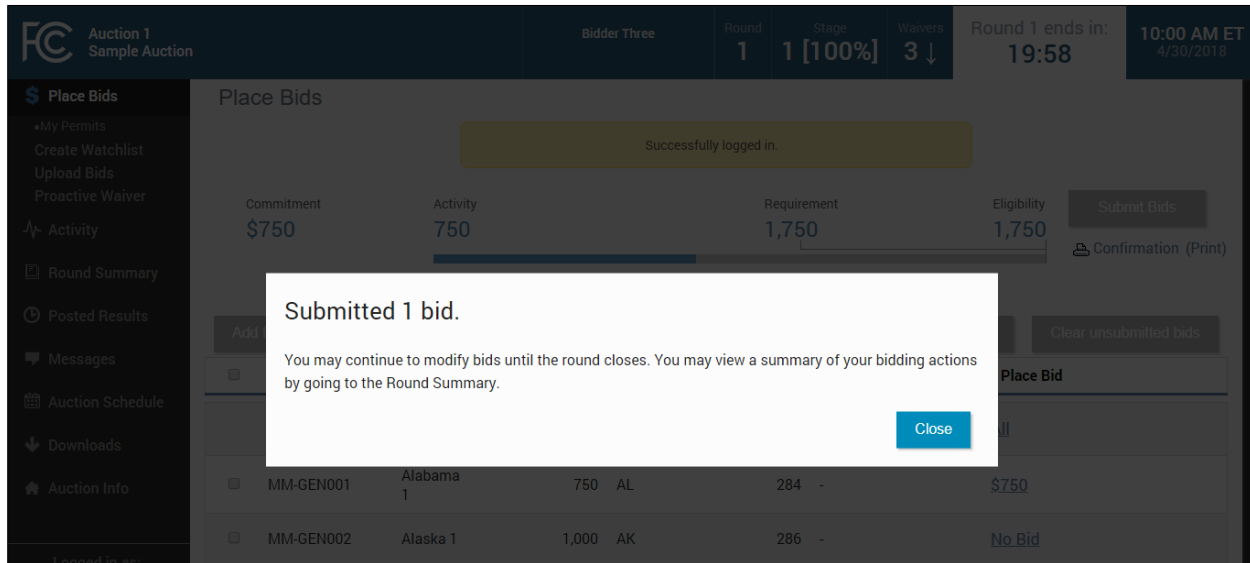 FCC
Auction 1
Sample Auction
Bidder Three
Round
1
Stage
1 [100%]
Waivers
3 ↓
Round 1 ends in:
19:58
10:00 AM ET
4/30/2018
$ Place Bids
•My Permits
Create Watchlist
Upload Bids
Proactive Waiver
Activity
Round Summary
Posted Results
Messages
Auction Schedule
Downloads
Auction Info
Place Bids
Successfully logged in.
Commitment
$750
Activity
750
Requirement
1,750
Eligibility
1,750
Submit Bids
Confirmation (Print)
Add
Clear unsubmitted bids
Submitted 1 bid.
You may continue to modify bids until the round closes. You may view a summary of your bidding actions
by going to the Round Summary.
Close
Place Bid
MM-GEN001 Alabama 1 750 AL 284 - $750
MM-GEN002 Alaska 1 1,000 AK 286 - No Bid
Logged in as: